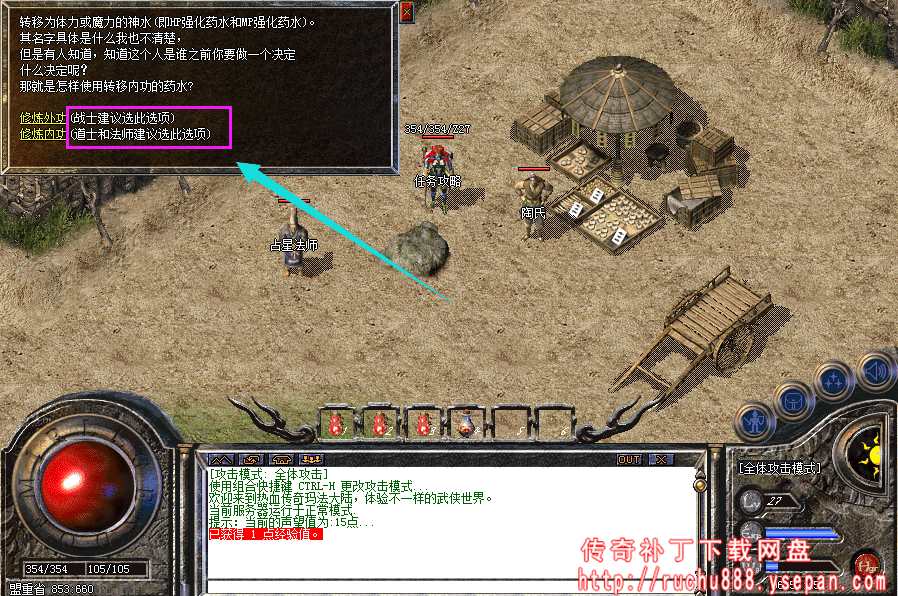 转移为体力或魔力的神水(即HP强化药水和MP强化药水)。
其名字具体是什么我也不清楚，
但是有人知道，知道这个人是谁之前你要做一个决定
什么决定呢?
那就是怎样使用转移内功的药水?
修炼外功(战士建议选此选项)
修炼内功(道士和法师建议选此选项)
354/354/Z27
任务攻略
陶氏
占星法师
OUT
[攻击模式: 全体攻击]
使用组合快捷键 CTRL-H 更改攻击模式...
欢迎来到热血传奇玛法大陆，体验不一样的武侠世界。
当前服务器运行于正常模式.
提示: 当前的声望值为:15点...
已获得 1 点经验值。
[全体攻击模式]
27
354/354
105/105
盟重省 853:660
传奇补丁下载网盘
http://ruchu888.ysepan.com